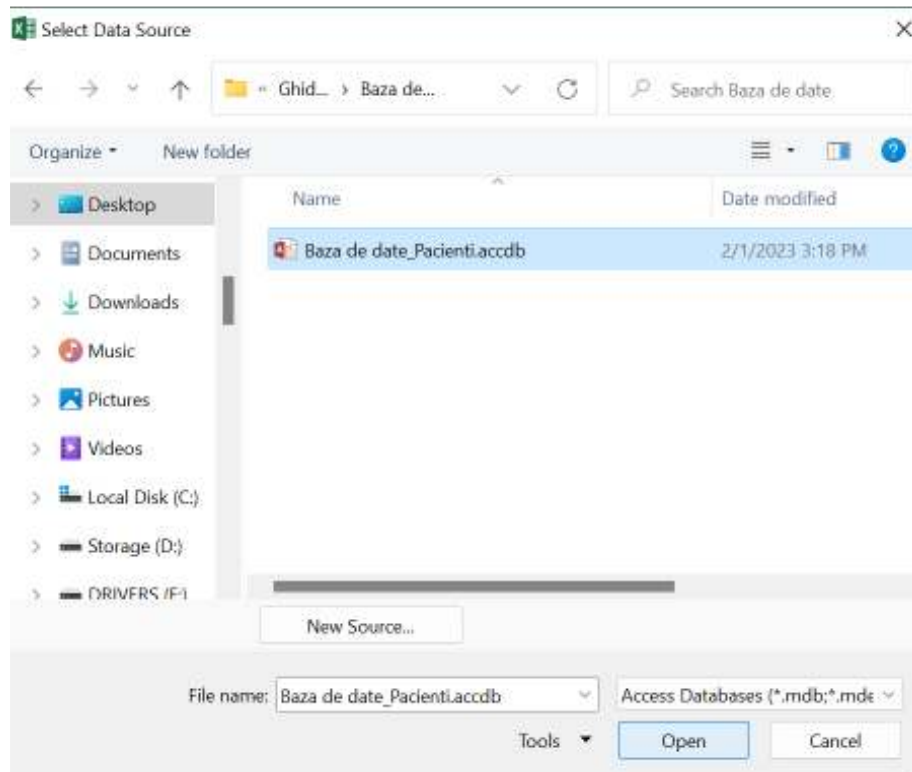 Select Data Source
« Ghid_ › Baza de...
Search Baza de date
Organize
New folder
Name
Date modified
Desktop
Baza de date_Pacienti.accdb
2/1/2023 3:18 PM
Documents
Downloads
Music
Pictures
Videos
Local Disk (C:)
Storage (D:)
DRIVERS (F:)
New Source...
File name:
Baza de date_Pacienti.accdb
Access Databases (*.mdb;*.mde
Tools
Open
Cancel